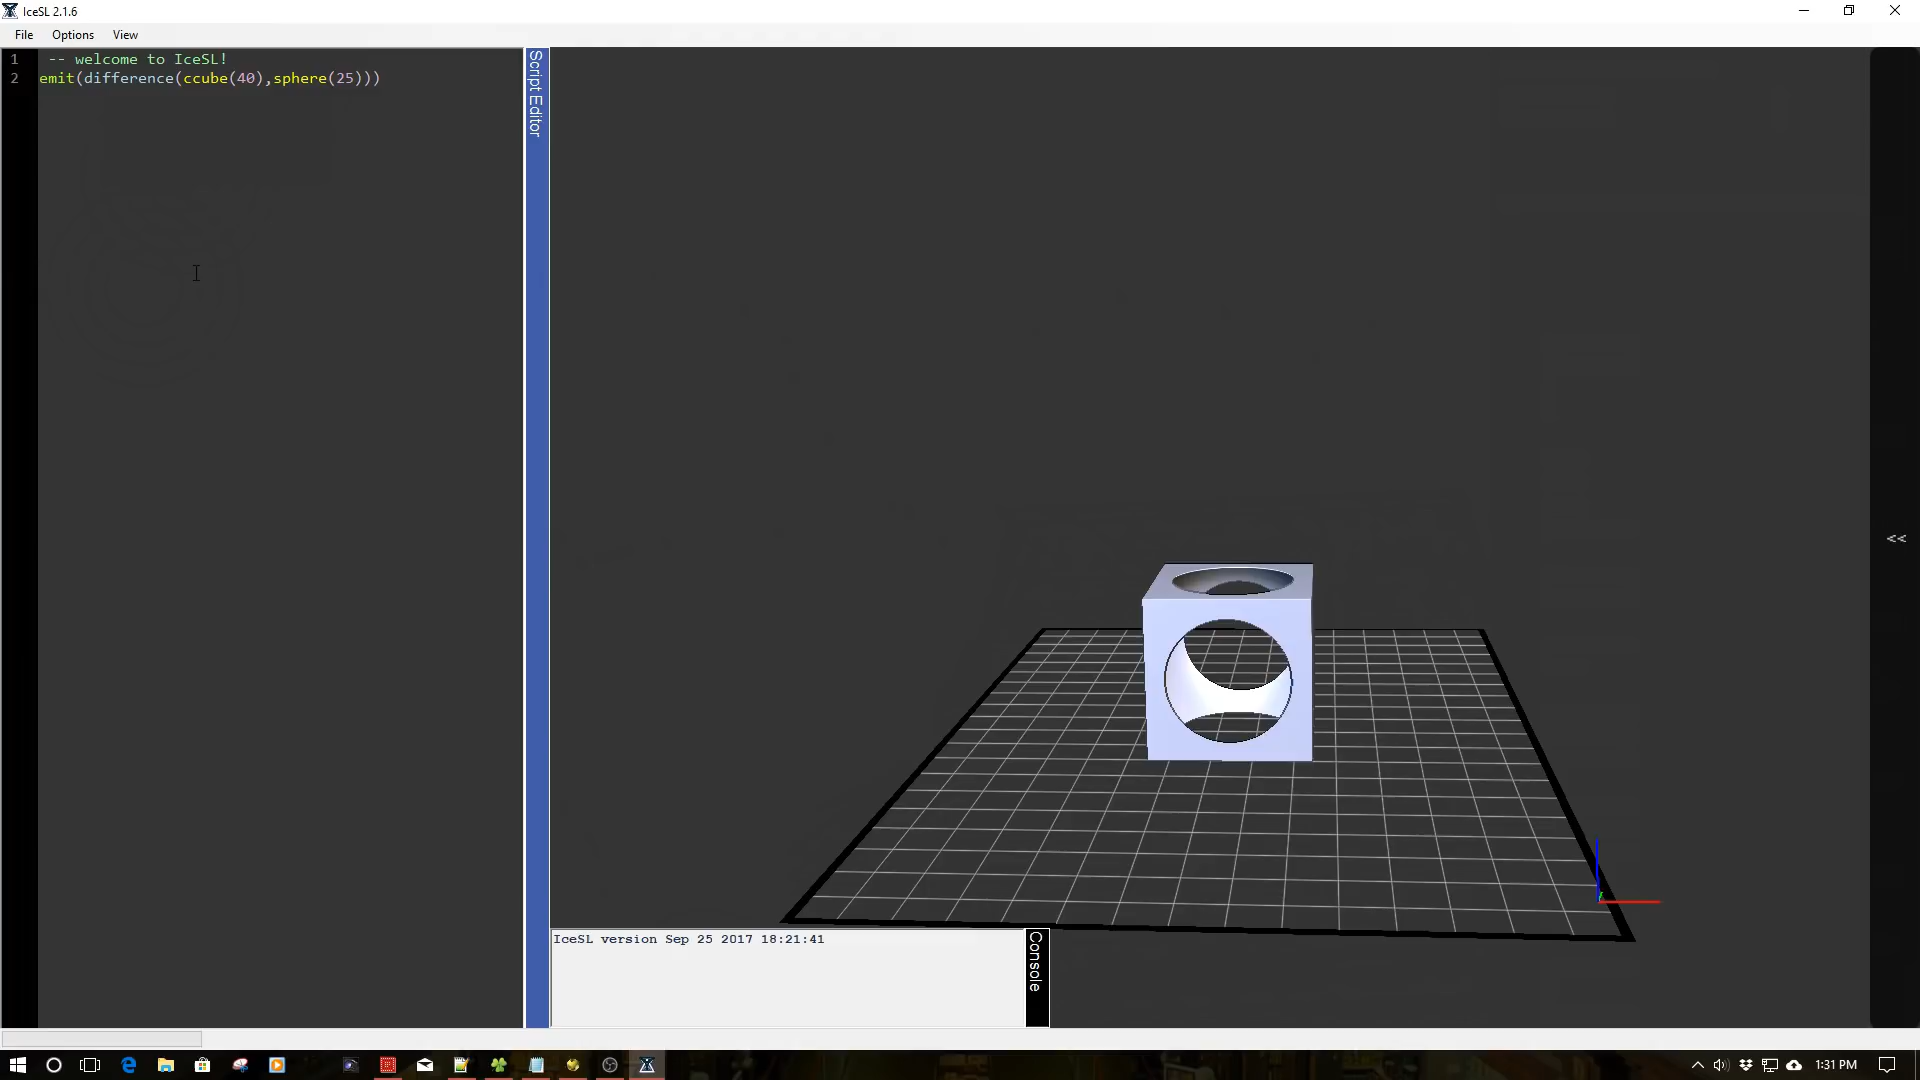 IceSL 2.1.6
File Options View
1 -- welcome to IceSL!
2 emit(difference(ccube(40),sphere(25)))
Script Editor
<<
IceSL version Sep 25 2017 18:21:41
Console
1:31 PM